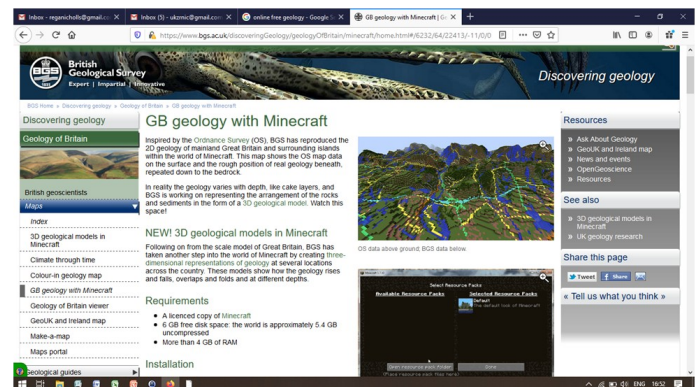 Inbox - reganicholls@gmail.co
Inbox (5) - ukzmic@gmail.com
online free geology - Google Se
GB geology with Minecraft | G
https://www.bgs.ac.uk/discoveringGeology/geologyOfBritain/minecraft/home.html#/6232/64/22413/-11/0/0
BGS
British
Geological Survey
Expert | Impartial | Innovative
Discovering geology
BGS Home » Discovering geology » Geology of Britain » GB geology with Minecraft
Discovering geology
Geology of Britain
British geoscientists
Maps
Index
3D geological models in
Minecraft
Climate through time
Colour-in geology map
GB geology with Minecraft
Geology of Britain viewer
GeoUK and Ireland map
Make-a-map
Maps portal
Geological guides
GB geology with Minecraft
Inspired by the Ordnance Survey (OS), BGS has reproduced the
2D geology of mainland Great Britain and surrounding islands
within the world of Minecraft. This map shows the OS map data
on the surface and the rough position of real geology beneath,
repeated down to the bedrock.
In reality the geology varies with depth, like cake layers, and
BGS is working on representing the arrangement of the rocks
and sediments in the form of a 3D geological model. Watch this
space!
NEW! 3D geological models in Minecraft
Following on from the scale model of Great Britain, BGS has
taken another step into the world of Minecraft by creating three-
dimensional representations of geology at several locations
across the country. These models show how the geology rises
and falls, overlaps and folds and at different depths.
Requirements
A licenced copy of Minecraft
6 GB free disk space: the world is approximately 5.4 GB
uncompressed
More than 4 GB of RAM
Installation
OS data above ground; BGS data below.
Select Resource Packs
Available Resource Packs
Selected Resource Packs
Default
The default look of Minecraft
Open resource pack folder
Done
(Place resource pack files here)
Resources
» Ask About Geology
» GeoUK and Ireland map
» News and events
» OpenGeoscience
» Resources
See also
» 3D geological models in
Minecraft
» UK geology research
Share this page
Tweet
Share
« Tell us what you think »
ENG
16:52